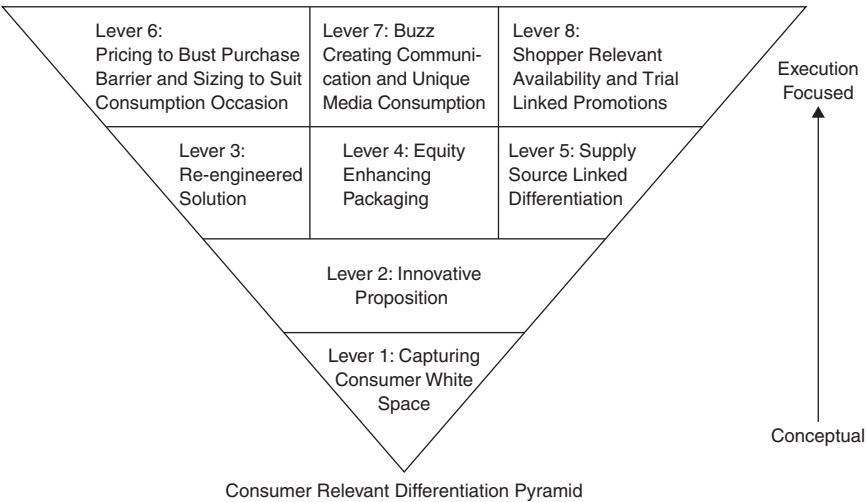 Lever 6:
Pricing to Bust Purchase
Barrier and Sizing to Suit
Consumption Occasion
Lever 7: Buzz
Creating Communi-
cation and Unique
Media Consumption
Lever 8:
Shopper Relevant
Availability and Trial
Linked Promotions
Execution
Focused
Lever 3:
Re-engineered
Solution
Lever 4: Equity
Enhancing
Packaging
Lever 5: Supply
Source Linked
Differentiation
Lever 2: Innovative
Proposition
Lever 1: Capturing
Consumer White
Space
Conceptual
Consumer Relevant Differentiation Pyramid